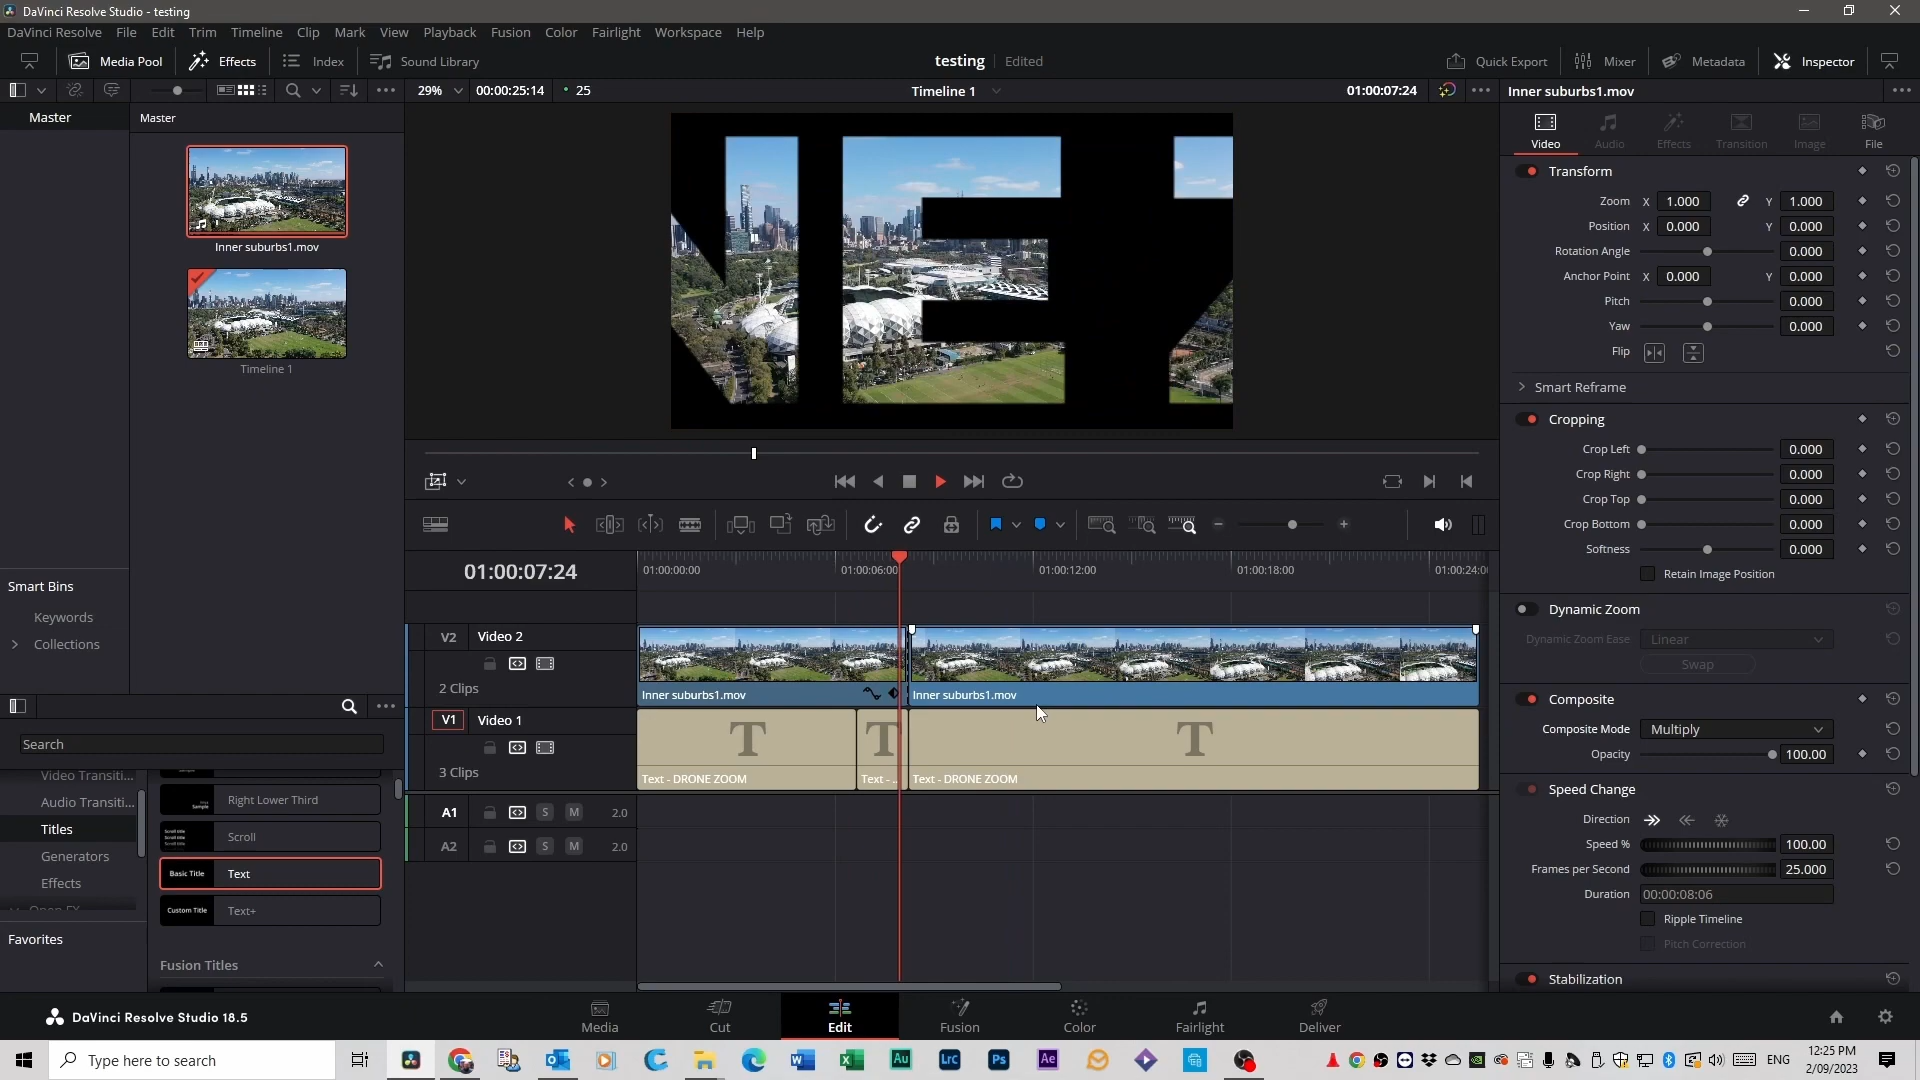 DaVinci Resolve Studio - testing
DaVinci Resolve File Edit Trim Timeline Clip Mark View Playback Fusion Color Fairlight Workspace Help
Media Pool Effects Index Sound Library testing Edited Quick Export Mixer Metadata Inspector
29% 00:00:25:14 25 Timeline 1 01:00:07:24 Inner suburbs1.mov
Master Master
Inner suburbs1.mov
Timeline 1
Smart Bins
Keywords
Collections
Search
Video Transiti...
Audio Transiti...
Titles
Generators
Effects
Favorites
Sample Right Lower Third
Scroll
Basic Title Text
Custom Title Text+
Fusion Titles
01:00:07:24
01:00:00:00 01:00:06:00 01:00:12:00 01:00:18:00 01:00:24:0
V2 Video 2
2 Clips
Inner suburbs1.mov Inner suburbs1.mov
V1 Video 1
3 Clips
T T T
Text - DRONE ZOOM Text - ... Text - DRONE ZOOM
A1 S M 2.0
A2 S M 2.0
Video Audio Effects Transition Image File
Transform
Zoom X 1.000 Y 1.000
Position X 0.000 Y 0.000
Rotation Angle 0.000
Anchor Point X 0.000 Y 0.000
Pitch 0.000
Yaw 0.000
Flip
Smart Reframe
Cropping
Crop Left 0.000
Crop Right 0.000
Crop Top 0.000
Crop Bottom 0.000
Softness 0.000
Retain Image Position
Dynamic Zoom
Dynamic Zoom Ease Linear
Swap
Composite
Composite Mode Multiply
Opacity 100.00
Speed Change
Direction
Speed % 100.00
Frames per Second 25.000
Duration 00:00:08:06
Ripple Timeline
Pitch Correction
Stabilization
DaVinci Resolve Studio 18.5
Media Cut Edit Fusion Color Fairlight Deliver
Type here to search
Au Lrc Ps Ae
ENG
12:25 PM
2/09/2023